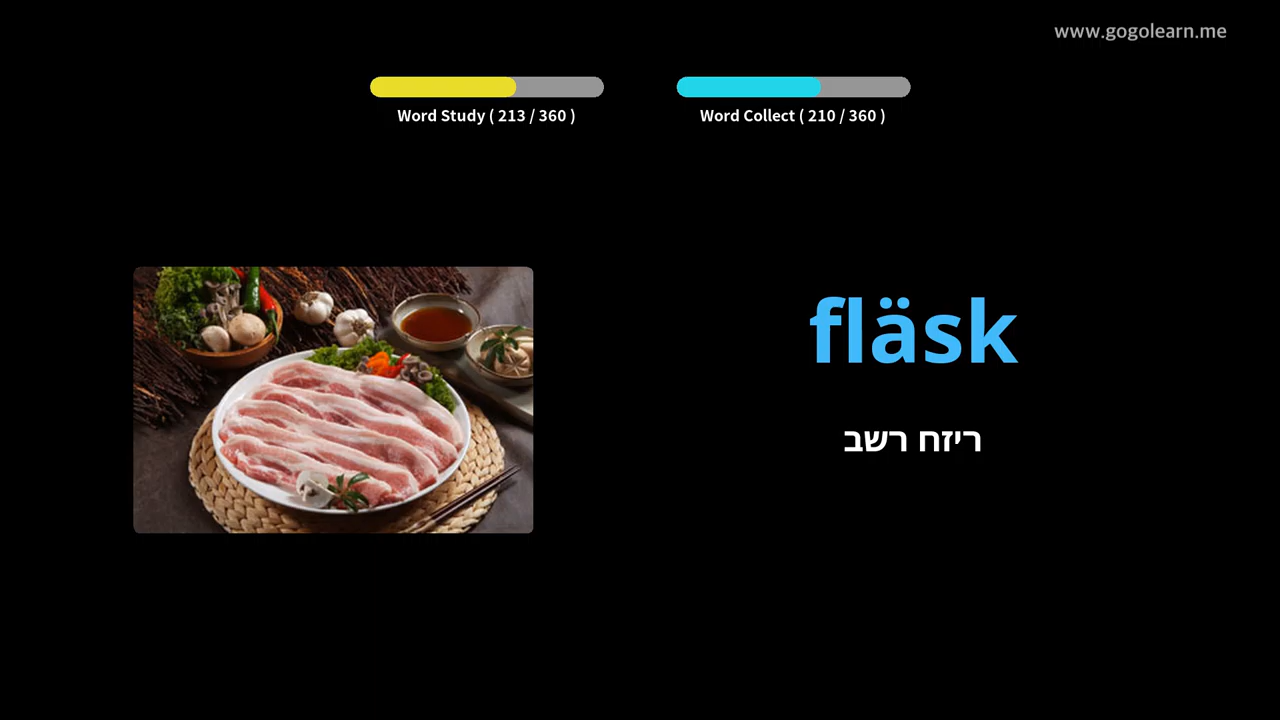 www.gogolearn.me
Word Study ( 213 / 360 )
Word Collect ( 210 / 360 )
fläsk
ריזח רשב